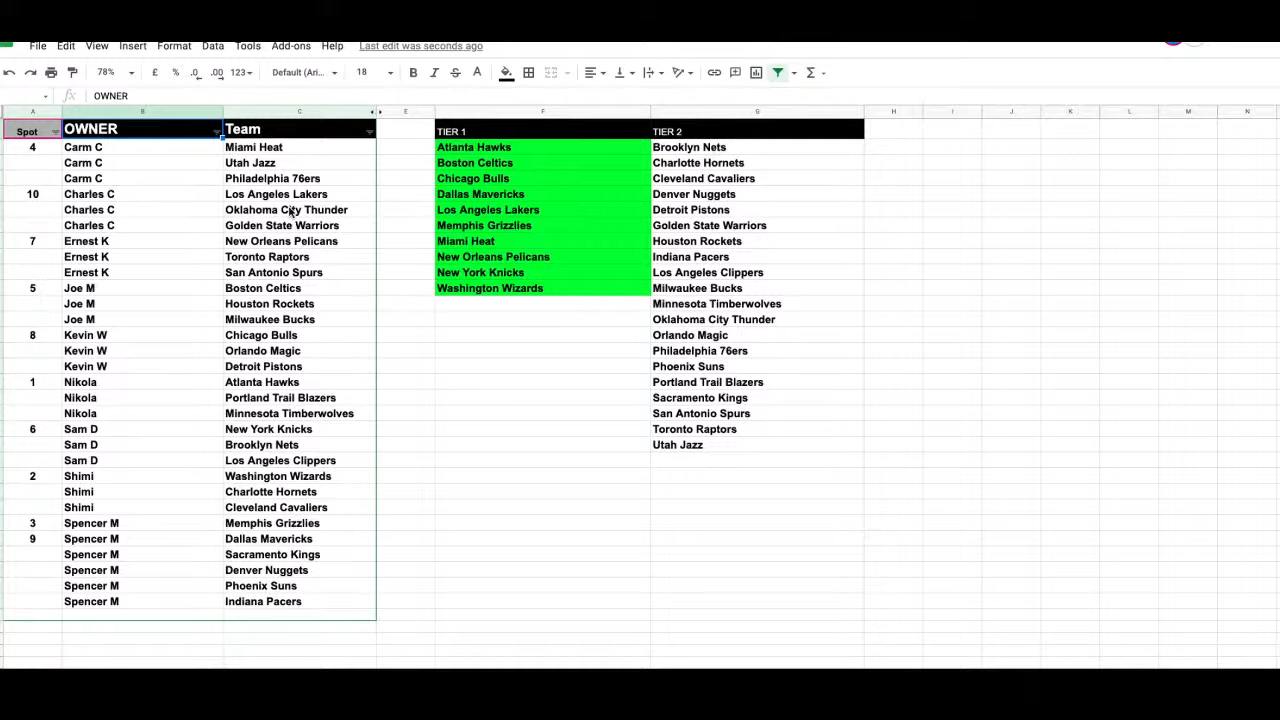 File Edit View Insert Format Data Tools Add-ons Help Last edit was seconds ago
78% £ % .0 .00 123 Default (Ari... 18 B I S A
fx OWNER
A B C E F G H I J K L M N
Spot OWNER Team TIER 1 TIER 2
4 Carm C Miami Heat Atlanta Hawks Brooklyn Nets
Carm C Utah Jazz Boston Celtics Charlotte Hornets
Carm C Philadelphia 76ers Chicago Bulls Cleveland Cavaliers
10 Charles C Los Angeles Lakers Dallas Mavericks Denver Nuggets
Charles C Oklahoma City Thunder Los Angeles Lakers Detroit Pistons
Charles C Golden State Warriors Memphis Grizzlies Golden State Warriors
7 Ernest K New Orleans Pelicans Miami Heat Houston Rockets
Ernest K Toronto Raptors New Orleans Pelicans Indiana Pacers
Ernest K San Antonio Spurs New York Knicks Los Angeles Clippers
5 Joe M Boston Celtics Washington Wizards Milwaukee Bucks
Joe M Houston Rockets Minnesota Timberwolves
Joe M Milwaukee Bucks Oklahoma City Thunder
8 Kevin W Chicago Bulls Orlando Magic
Kevin W Orlando Magic Philadelphia 76ers
Kevin W Detroit Pistons Phoenix Suns
1 Nikola Atlanta Hawks Portland Trail Blazers
Nikola Portland Trail Blazers Sacramento Kings
Nikola Minnesota Timberwolves San Antonio Spurs
6 Sam D New York Knicks Toronto Raptors
Sam D Brooklyn Nets Utah Jazz
Sam D Los Angeles Clippers
2 Shimi Washington Wizards
Shimi Charlotte Hornets
Shimi Cleveland Cavaliers
3 Spencer M Memphis Grizzlies
9 Spencer M Dallas Mavericks
Spencer M Sacramento Kings
Spencer M Denver Nuggets
Spencer M Phoenix Suns
Spencer M Indiana Pacers